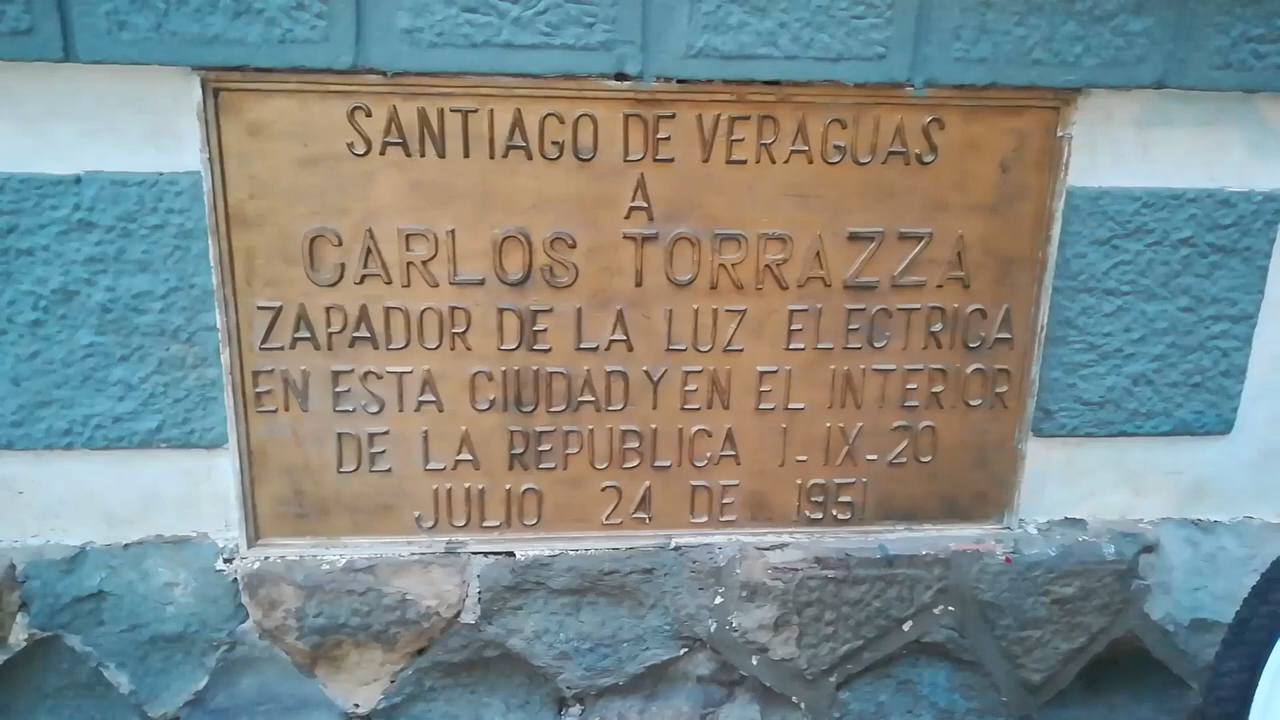 SANTIAGO DE VERAGUAS
A
CARLOS TORRAZZA
ZAPADOR DE LA LUZ ELECTRICA
EN ESTA CIUDAD Y EN EL INTERIOR
DE LA REPUBLICA 1-IX-20
JULIO 24 DE 1951